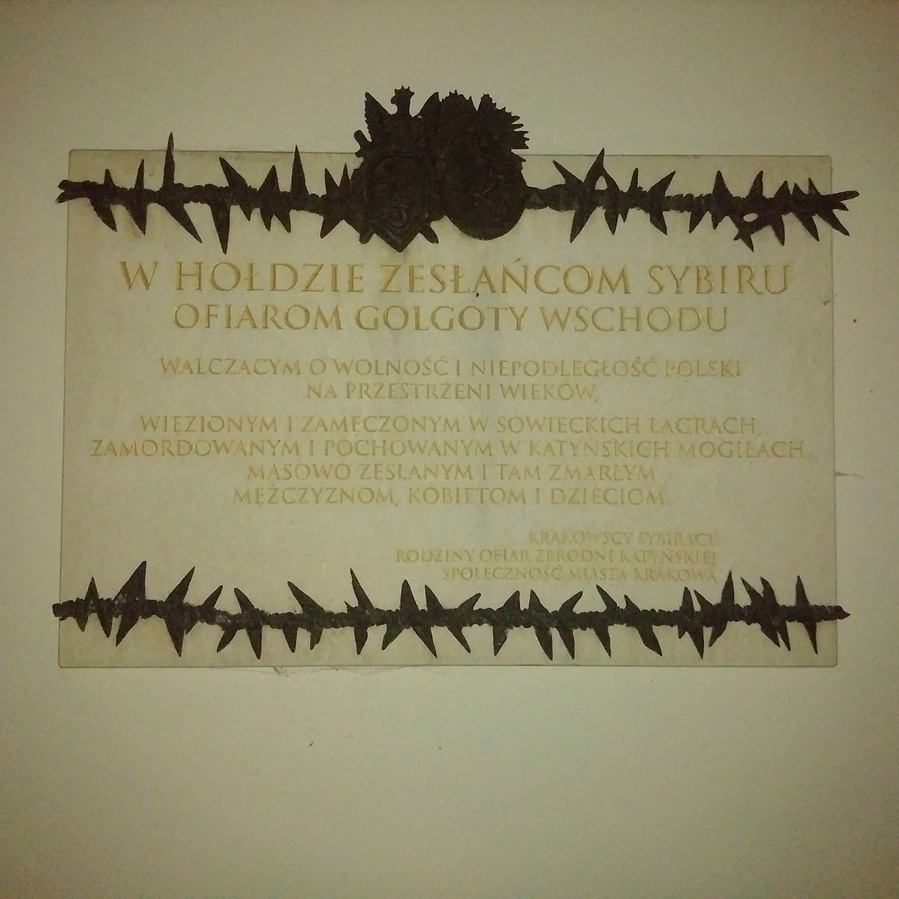 W HOŁDZIE ZESŁAŃCOM SYBIRU
OFIAROM GOLGOTY WSCHODU
WALCZĄCYM O WOLNOŚĆ I NIEPODLEGŁOŚĆ POLSKI
NA PRZESTRZENI WIEKÓW,
WIĘZIONYM I ZAMĘCZONYM W SOWIECKICH ŁAGRACH,
ZAMORDOWANYM I POCHOWANYM W KATYŃSKICH MOGIŁACH,
MASOWO ZESŁANYM I TAM ZMARŁYM
MĘŻCZYZNOM, KOBIETOM I DZIECIOM.
KRAKOWSCY SYBIRACY
RODZINY OFIAR ZBRODNI KATYŃSKIEJ
SPOŁECZNOŚĆ MIASTA KRAKOWA